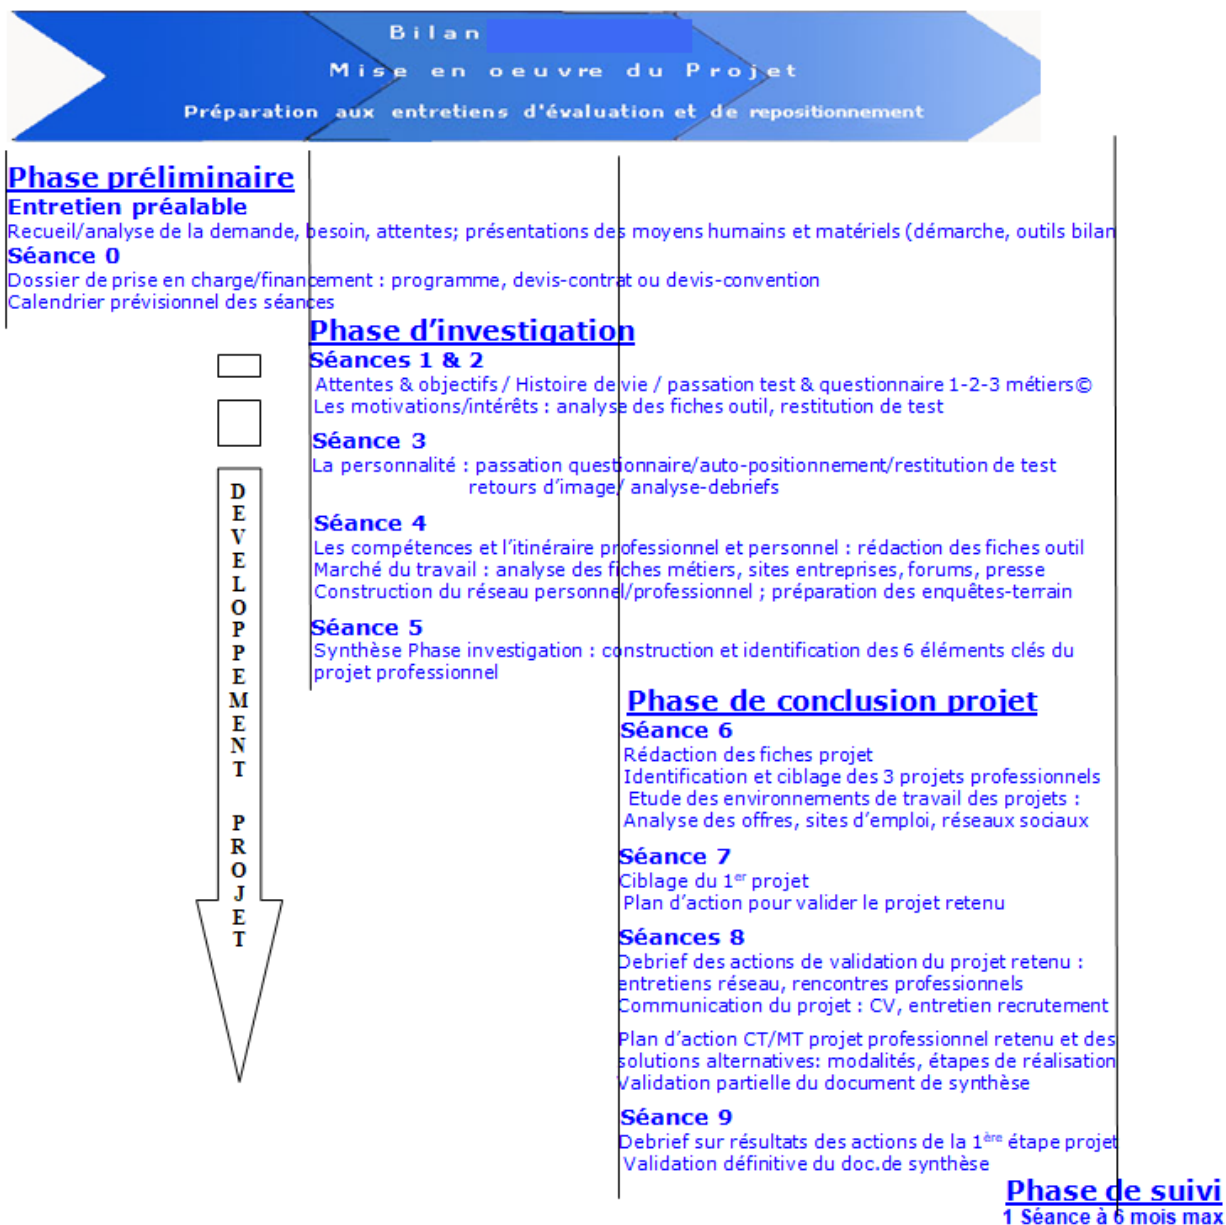 Bilan
Mise en oeuvre du Projet
Préparation aux entretiens d'évaluation et de repositionnement
Phase préliminaire
Entretien préalable
Recueil/analyse de la demande, besoin, attentes; présentations des moyens humains et matériels (démarche, outils bilan
Séance 0
Dossier de prise en charge/financement : programme, devis-contrat ou devis-convention
Calendrier prévisionnel des séances
Phase d’investigation
Séances 1 & 2
Attentes & objectifs / Histoire de vie / passation test & questionnaire 1-2-3 métiers©
Les motivations/intérêts : analyse des fiches outil, restitution de test
Séance 3
La personnalité : passation questionnaire/auto-positionnement/restitution de test
retours d’image/ analyse-debriefs
Séance 4
Les compétences et l’itinéraire professionnel et personnel : rédaction des fiches outil
Marché du travail : analyse des fiches métiers, sites entreprises, forums, presse
Construction du réseau personnel/professionnel ; préparation des enquêtes-terrain
Séance 5
Synthèse Phase investigation : construction et identification des 6 éléments clés du
projet professionnel
DEVELOPPEMENT PROJET
Phase de conclusion projet
Séance 6
Rédaction des fiches projet
Identification et ciblage des 3 projets professionnels
Etude des environnements de travail des projets :
Analyse des offres, sites d’emploi, réseaux sociaux
Séance 7
Ciblage du 1er projet
Plan d’action pour valider le projet retenu
Séances 8
Debrief des actions de validation du projet retenu :
entretiens réseau, rencontres professionnels
Communication du projet : CV, entretien recrutement
Plan d’action CT/MT projet professionnel retenu et des
solutions alternatives: modalités, étapes de réalisation
Validation partielle du document de synthèse
Séance 9
Debrief sur résultats des actions de la 1ère étape projet
Validation définitive du doc.de synthèse
Phase de suivi
1 Séance à 6 mois max